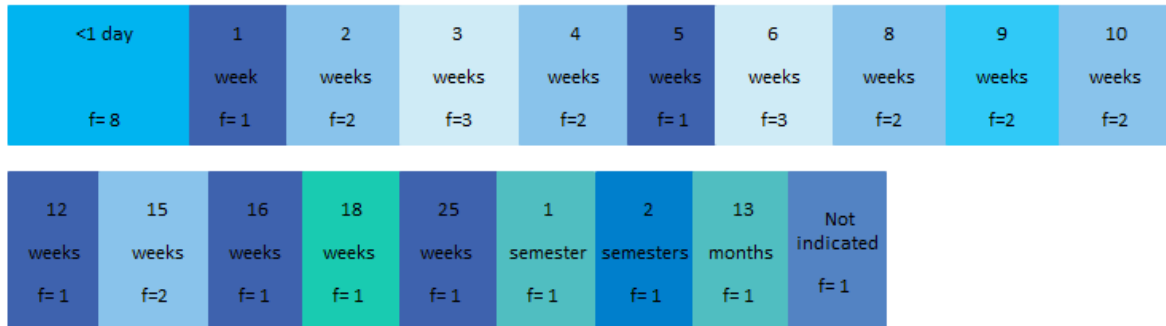 <1 day 1 2 3 4 5 6 8 9 10
week weeks weeks weeks weeks weeks weeks weeks weeks
f= 8 f= 1 f=2 f=3 f=2 f= 1 f=3 f=2 f=2 f=2
12 15 16 18 25 1 2 13 Not
weeks weeks weeks weeks weeks semester semesters months indicated
f= 1 f=2 f= 1 f= 1 f= 1 f= 1 f= 1 f= 1 f= 1